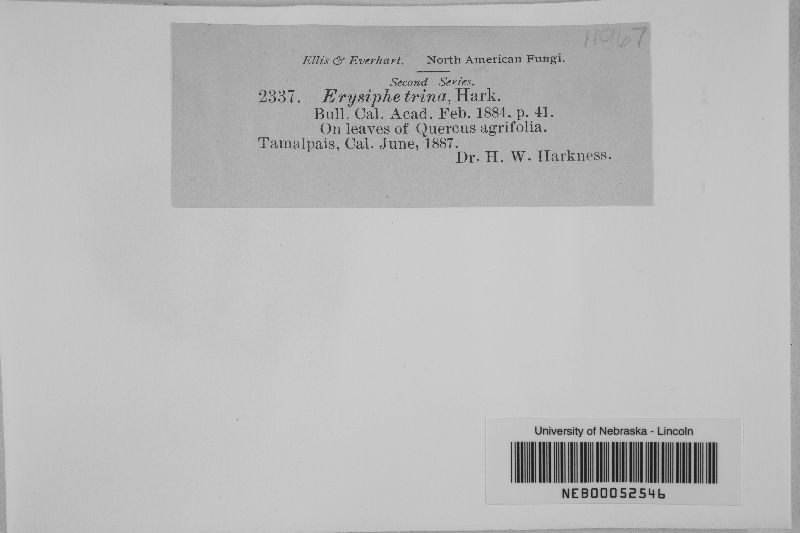 11967
Ellis & Everhart, North American Fungi.
Second Series.
2337. Erysiphe trina, Hark.
Bull. Cal. Acad. Feb. 1884. p. 41.
On leaves of Quercus agrifolia.
Tamalpais, Cal. June, 1887.
Dr. H. W. Harkness.
University of Nebraska - Lincoln
NEB00052546